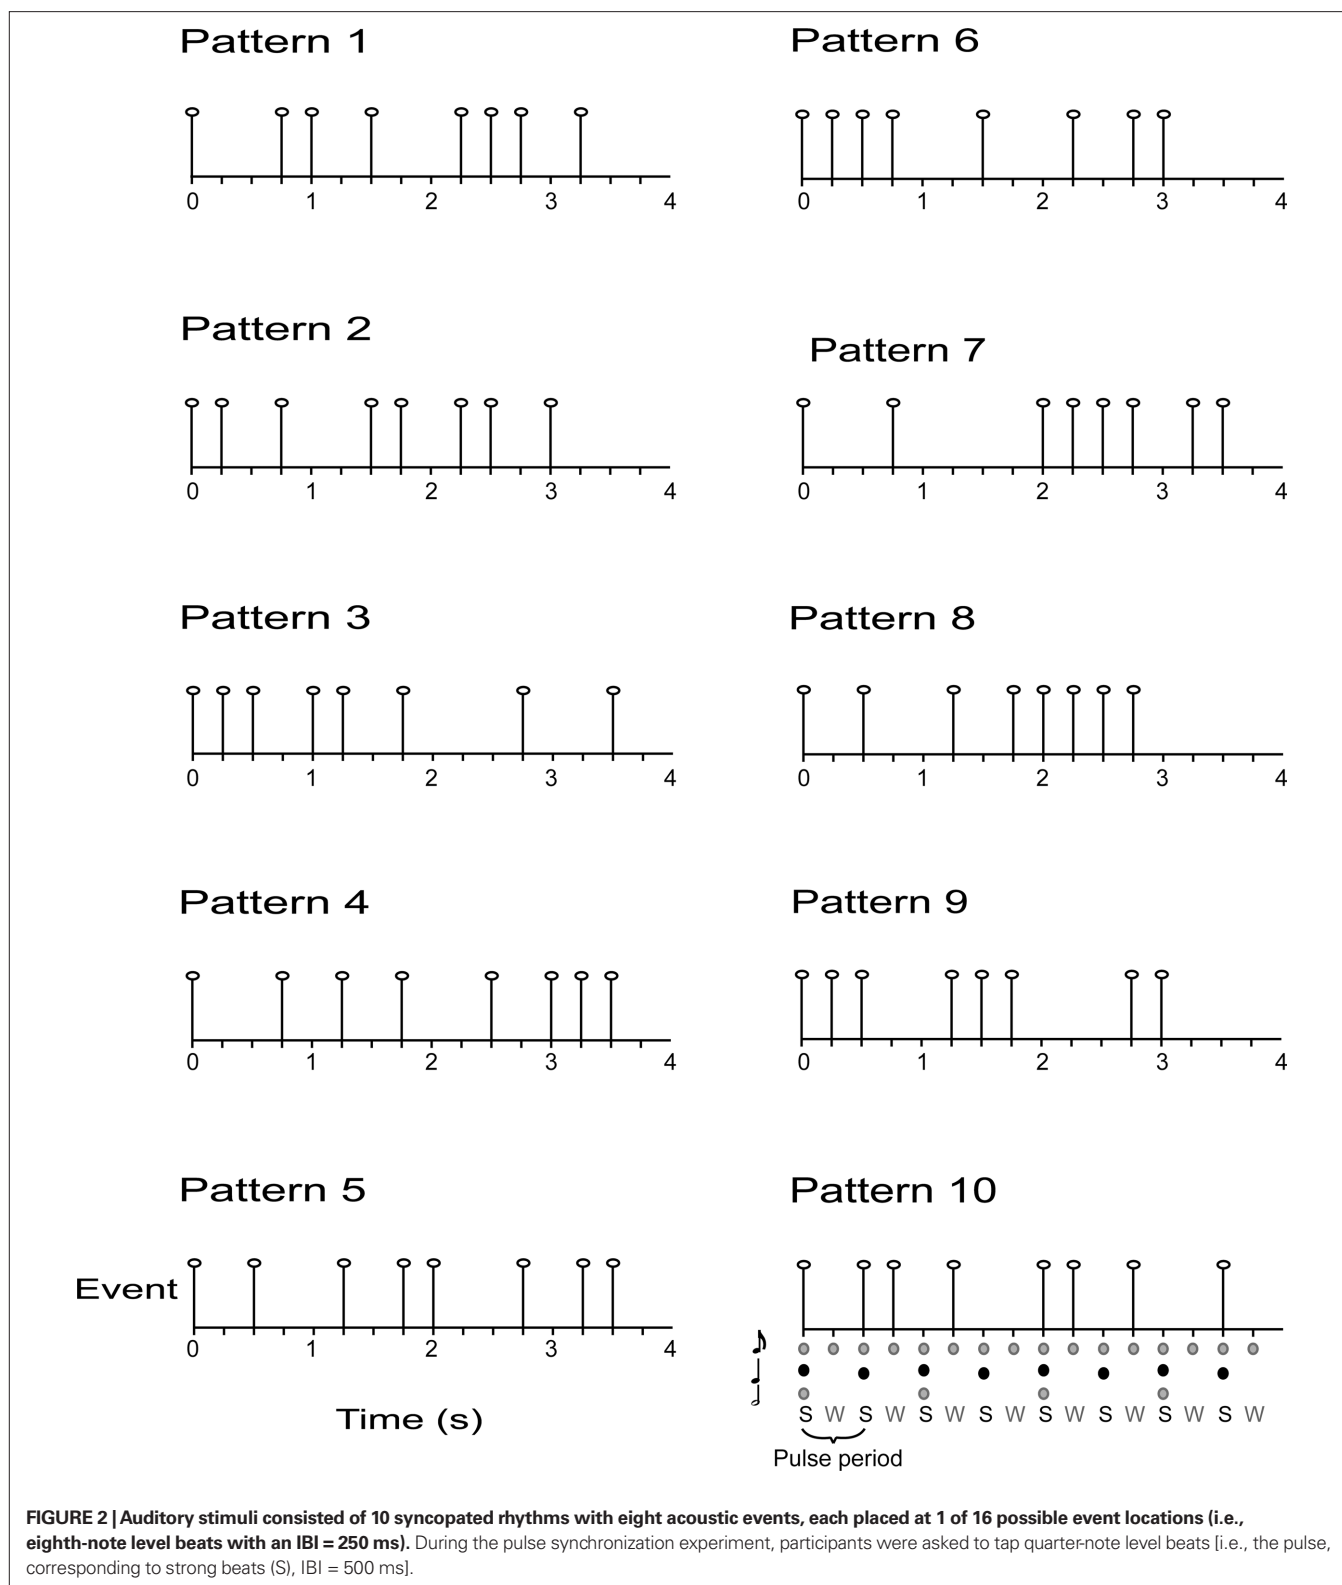 Pattern 1
0 1 2 3 4
Pattern 6
0 1 2 3 4
Pattern 2
0 1 2 3 4
Pattern 7
0 1 2 3 4
Pattern 3
0 1 2 3 4
Pattern 8
0 1 2 3 4
Pattern 4
0 1 2 3 4
Pattern 9
0 1 2 3 4
Pattern 5
Event
0 1 2 3 4
Time (s)
Pattern 10
S W S W S W S W S W S W S W S W
Pulse period
FIGURE 2 | Auditory stimuli consisted of 10 syncopated rhythms with eight acoustic events, each placed at 1 of 16 possible event locations (i.e.,
eighth-note level beats with an IBI = 250 ms). During the pulse synchronization experiment, participants were asked to tap quarter-note level beats [i.e., the pulse,
corresponding to strong beats (S), IBI = 500 ms].